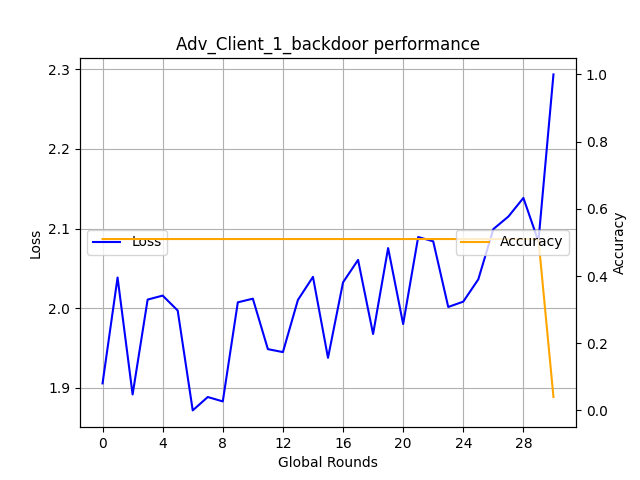 Adv_Client_1_backdoor performance
2.3
2.2
2.1
2.0
1.9
Loss
1.0
0.8
0.6
0.4
0.2
0.0
Accuracy
Loss
Accuracy
0 4 8 12 16 20 24 28
Global Rounds